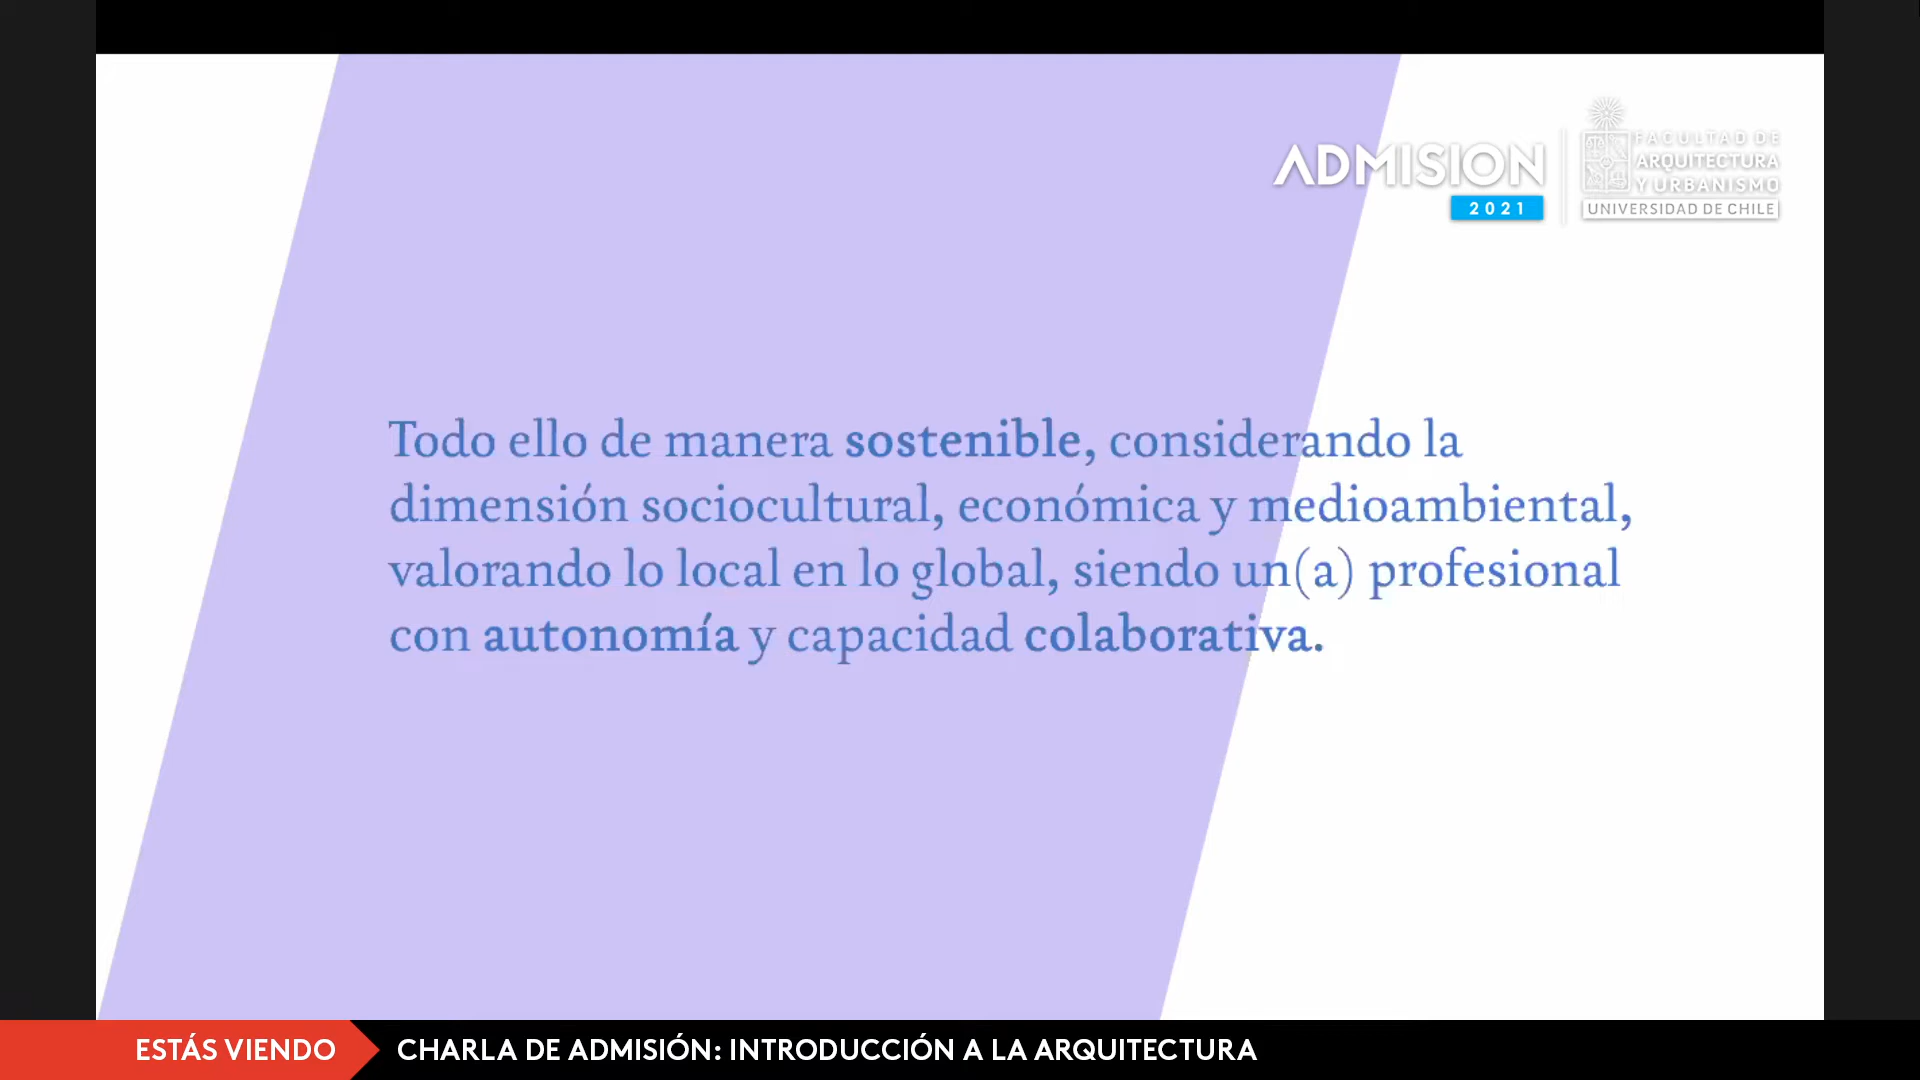 ADMISION
2021
FACULTAD DE
ARQUITECTURA
Y URBANISMO
UNIVERSIDAD DE CHILE
Todo ello de manera sostenible, considerando la
dimensión sociocultural, económica y medioambiental,
valorando lo local en lo global, siendo un(a) profesional
con autonomía y capacidad colaborativa.
ESTÁS VIENDO
CHARLA DE ADMISIÓN: INTRODUCCIÓN A LA ARQUITECTURA